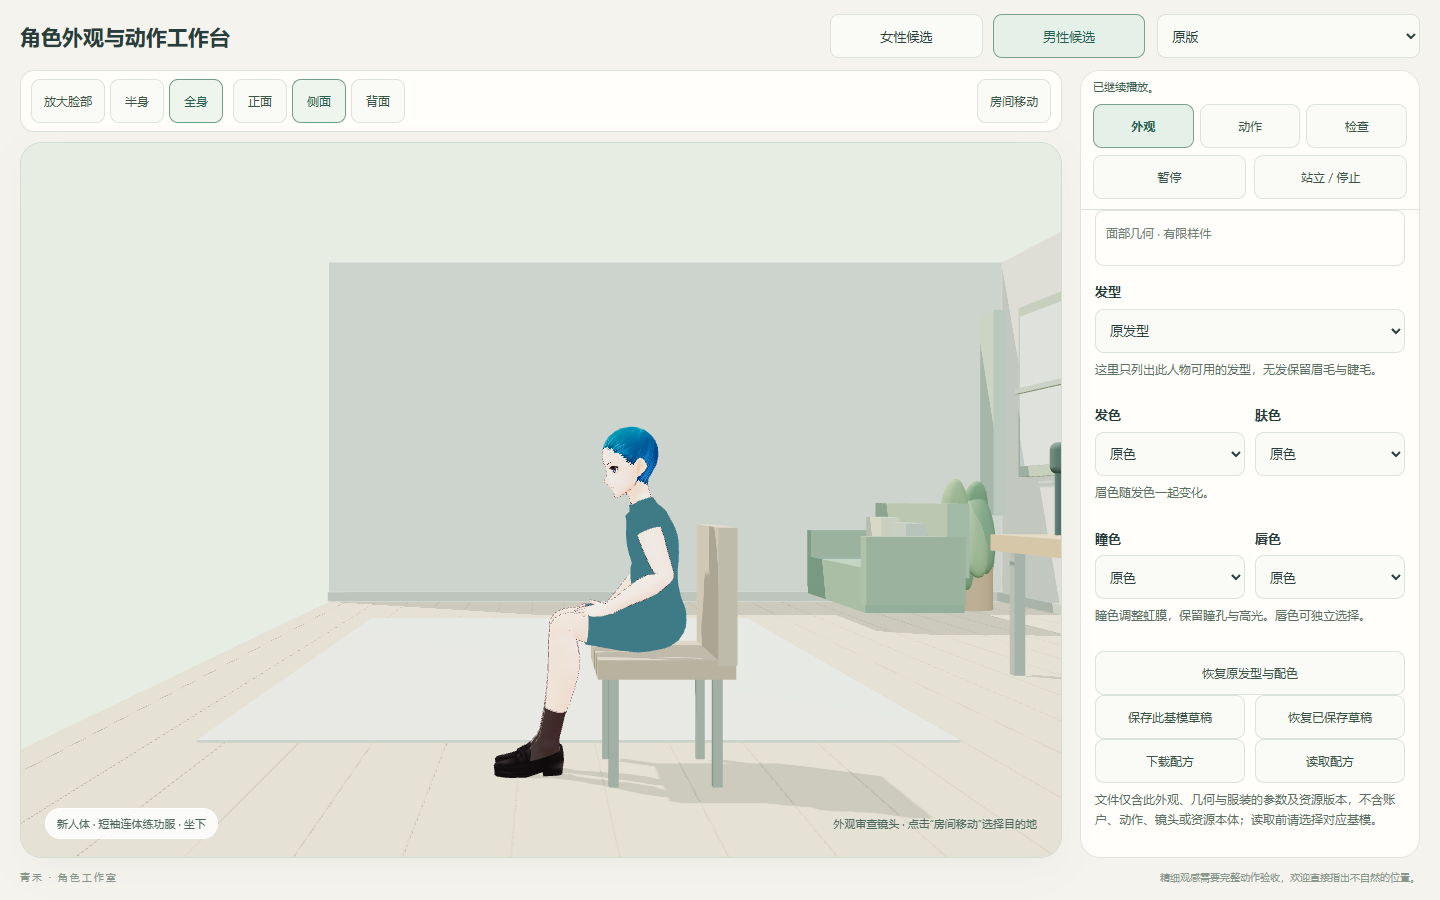 角色外观与动作工作台
女性候选
男性候选
原版
放大脸部
半身
全身
正面
侧面
背面
房间移动
已继续播放。
外观
动作
检查
暂停
站立 / 停止
面部几何 · 有限样件
发型
原发型
这里只列出此人物可用的发型，无发保留眉毛与睫毛。
发色
肤色
原色
原色
眉色随发色一起变化。
瞳色
唇色
原色
原色
瞳色调整虹膜，保留瞳孔与高光。唇色可独立选择。
恢复原发型与配色
保存此基模草稿
恢复已保存草稿
下载配方
读取配方
文件仅含此外观、几何与服装的参数及资源版本，不含账
户、动作、镜头或资源本体；读取前请选择对应基模。
新人体 · 短袖连体练功服 · 坐下
外观审查镜头 · 点击“房间移动”选择目的地
青禾 · 角色工作室
精细观感需要完整动作验收，欢迎直接指出不自然的位置。